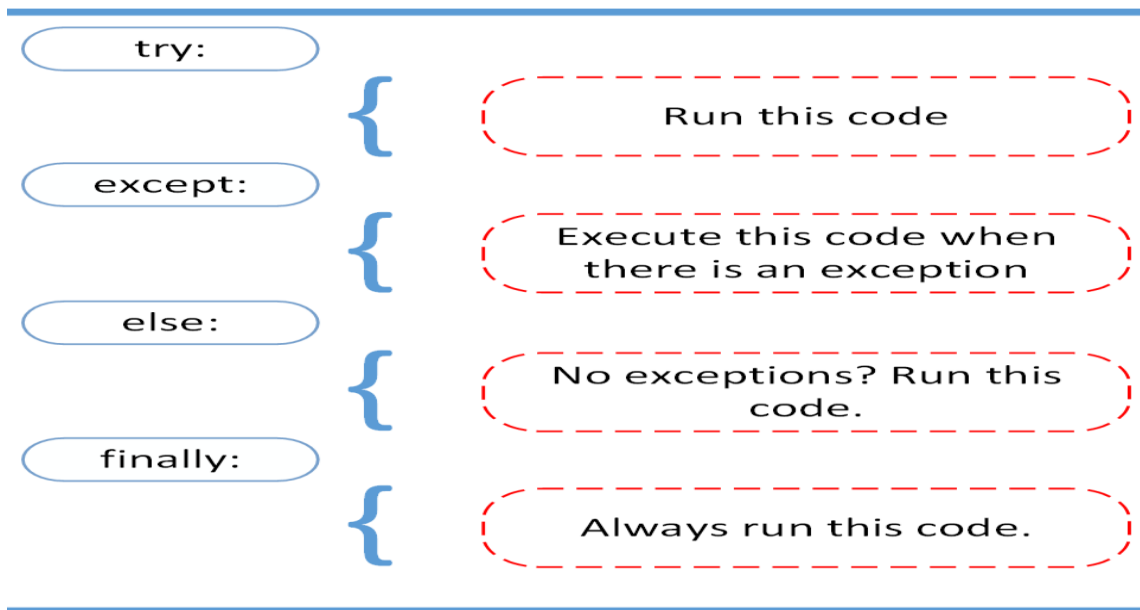 try:
Run this code
except:
Execute this code when
there is an exception
else:
No exceptions? Run this
code.
finally:
Always run this code.